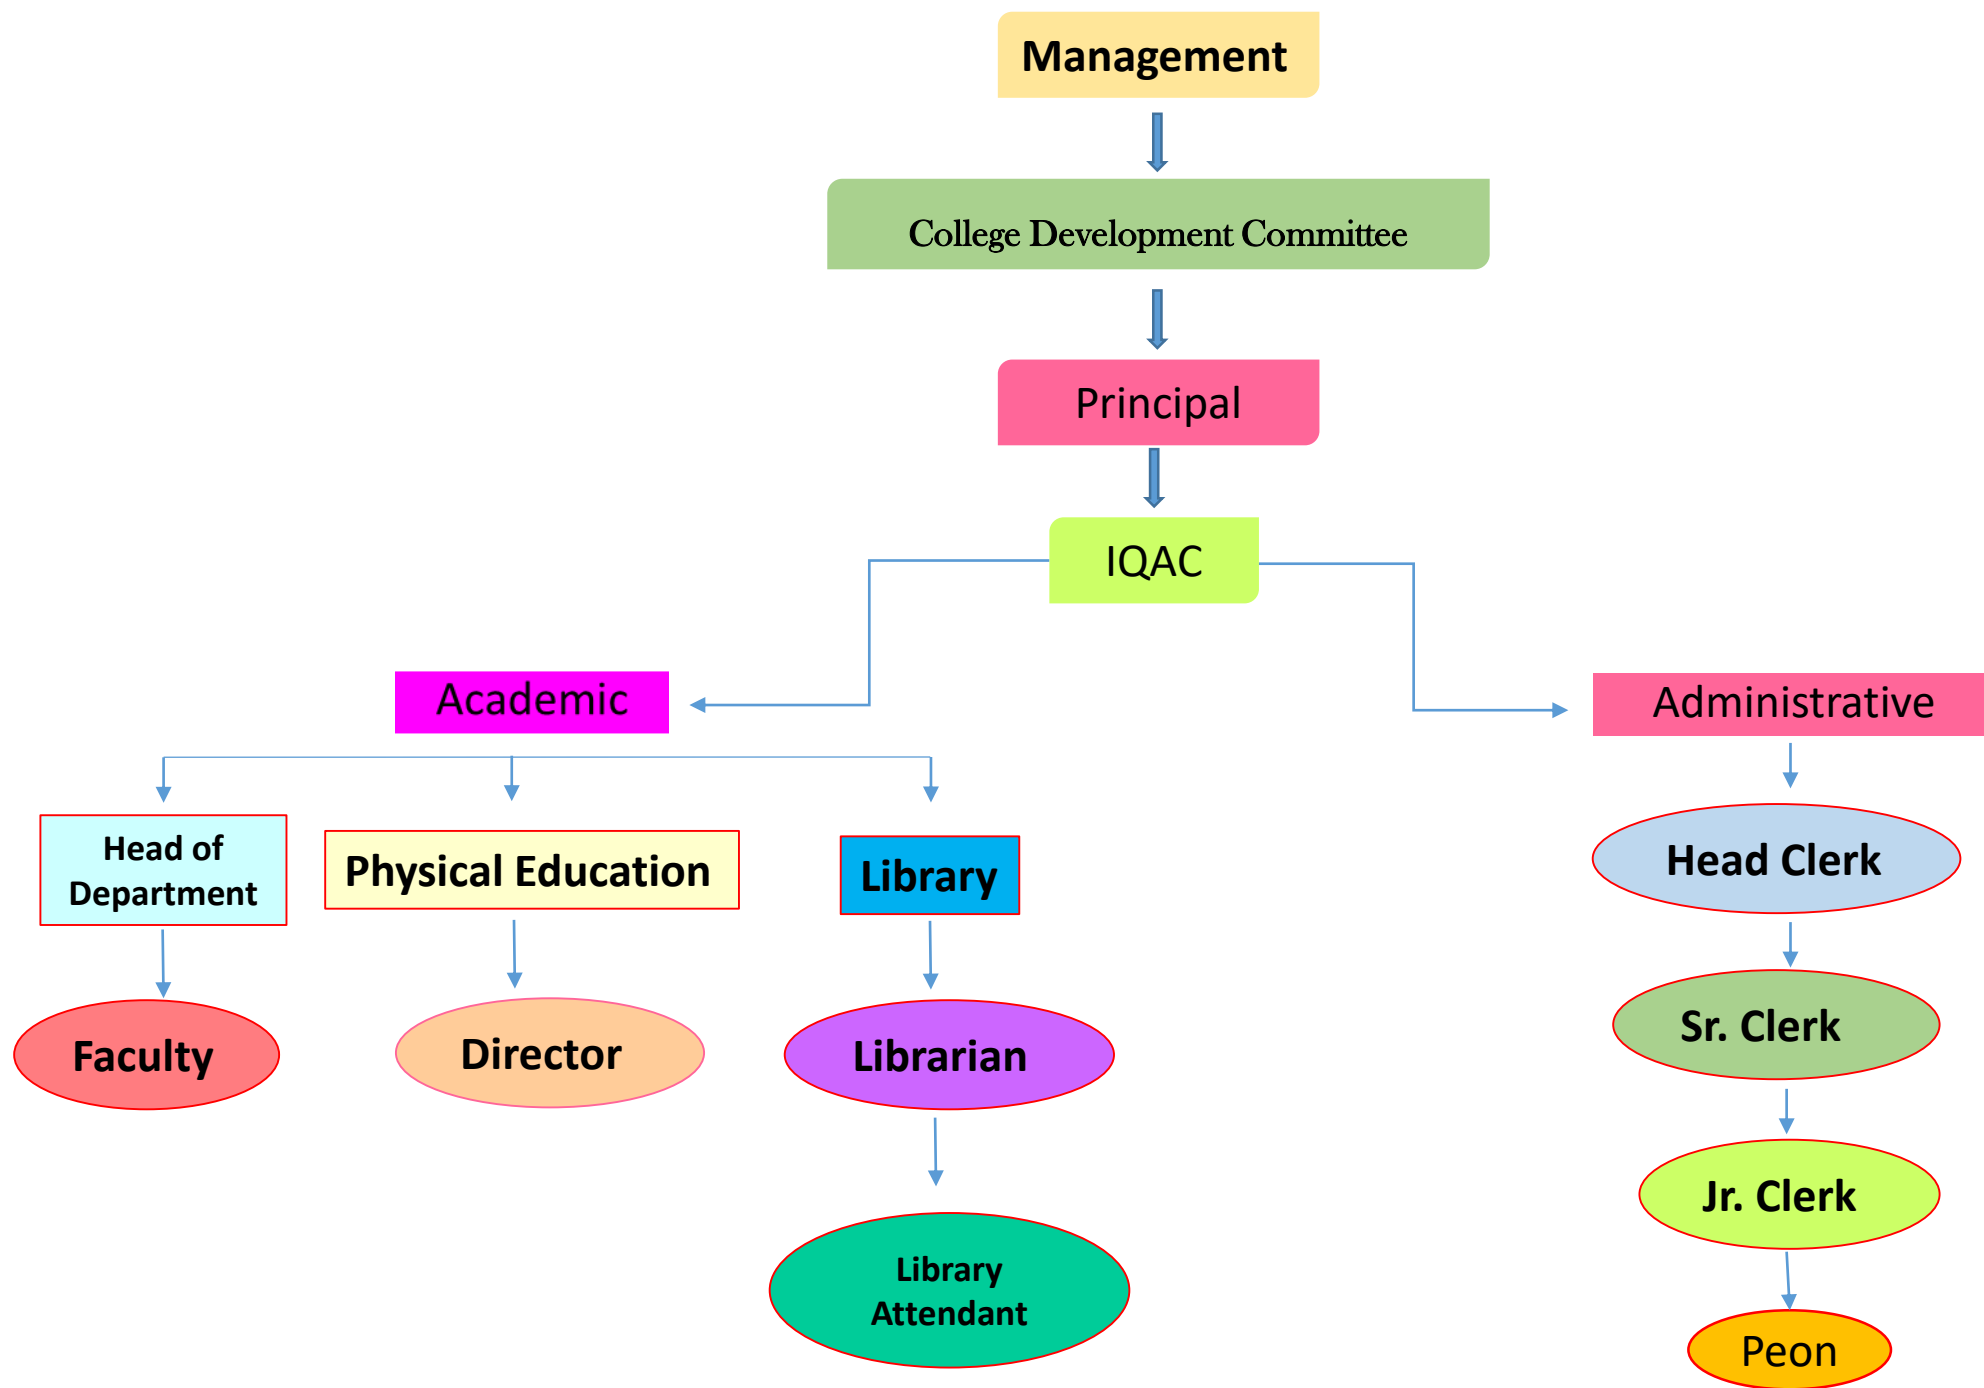 Management
College Development Committee
Principal
IQAC
Academic
Administrative
Head of
Department
Physical Education
Library
Head Clerk
Faculty
Director
Librarian
Sr. Clerk
Jr. Clerk
Library
Attendant
Peon